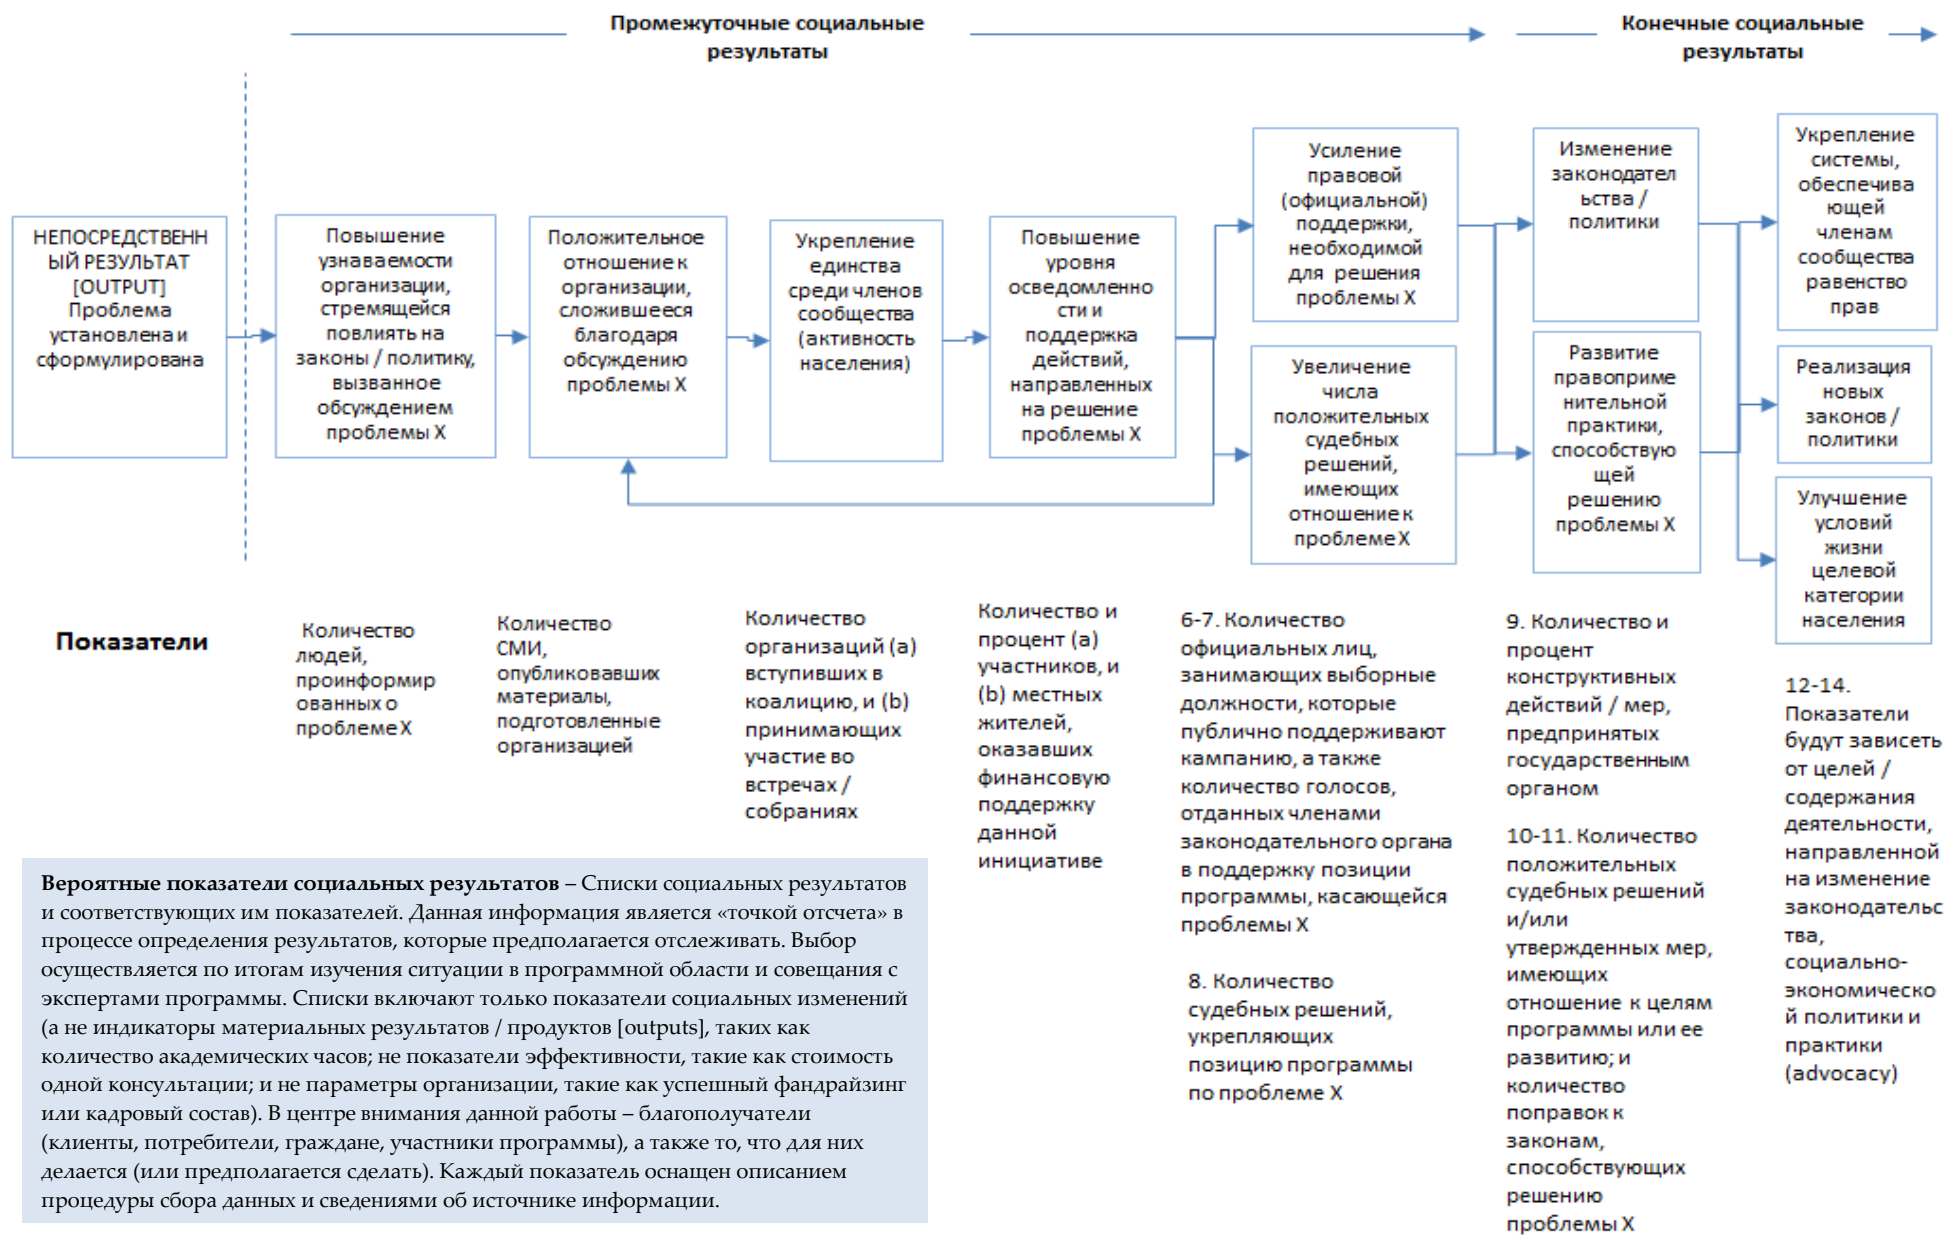 Промежуточные социальные
результаты
Конечные социальные
результаты
НЕПОСРЕДСТВЕНН
ЫЙ РЕЗУЛЬТАТ
[OUTPUT]
Проблема
установлена и
сформулирована
Повышение
узнаваемости
организации,
стремящейся
повлиять на
законы / политику,
вызванное
обсуждением
проблемы X
Положительное
отношение к
организации,
сложившееся
благодаря
обсуждению
проблемы X
Укрепление
единства
среди членов
сообщества
(активность
населения)
Повышение
уровня
осведомленно
сти и
поддержка
действий,
направленных
на решение
проблемы X
Усиление
правовой
(официальной)
поддержки,
необходимой
для решения
проблемы X
Увеличение
числа
положительных
судебных
решений,
имеющих
отношение к
проблеме X
Изменение
законодател
ьства /
политики
Развитие
правоприме
нительной
практики,
способствую
щей
решению
проблемы X
Укрепление
системы,
обеспечива
ющей
членам
сообщества
равенство
прав
Реализация
новых
законов /
политики
Улучшение
условий
жизни
целевой
категории
населения
Показатели
Количество
людей,
проинформир
ованных о
проблеме X
Количество
СМИ,
опубликовавших
материалы,
подготовленные
организацией
Количество
организаций (a)
вступивших в
коалицию, и (b)
принимающих
участие во
встречах /
собраниях
Количество и
процент (a)
участников, и
(b) местных
жителей,
оказавших
финансовую
поддержку
данной
инициативе
6-7. Количество
официальных лиц,
занимающих выборные
должности, которые
публично поддерживают
кампанию, а также
количество голосов,
отданных членами
законодательного органа
в поддержку позиции
программы, касающейся
проблемы X
8. Количество
судебных решений,
укрепляющих
позицию программы
по проблеме X
9. Количество и
процент
конструктивных
действий / мер,
предпринятых
государственным
органом
10-11. Количество
положительных
судебных решений
и/или
утвержденных мер,
имеющих
отношение к целям
программы или ее
развитию; и
количество
поправок к
законам,
способствующих
решению
проблемы X
12-14.
Показатели
будут зависеть
от целей /
содержания
деятельности,
направленной
на изменение
законодательс
тва,
социально-
экономическо
й политики и
практики
(advocacy)
Вероятные показатели социальных результатов – Списки социальных результатов
и соответствующих им показателей. Данная информация является «точкой отсчета» в
процессе определения результатов, которые предполагается отслеживать. Выбор
осуществляется по итогам изучения ситуации в программной области и совещания с
экспертами программы. Списки включают только показатели социальных изменений
(а не индикаторы материальных результатов / продуктов [outputs], таких как
количество академических часов; не показатели эффективности, такие как стоимость
одной консультации; и не параметры организации, такие как успешный фандрайзинг
или кадровый состав). В центре внимания данной работы – благополучатели
(клиенты, потребители, граждане, участники программы), а также то, что для них
делается (или предполагается сделать). Каждый показатель оснащен описанием
процедуры сбора данных и сведениями об источнике информации.